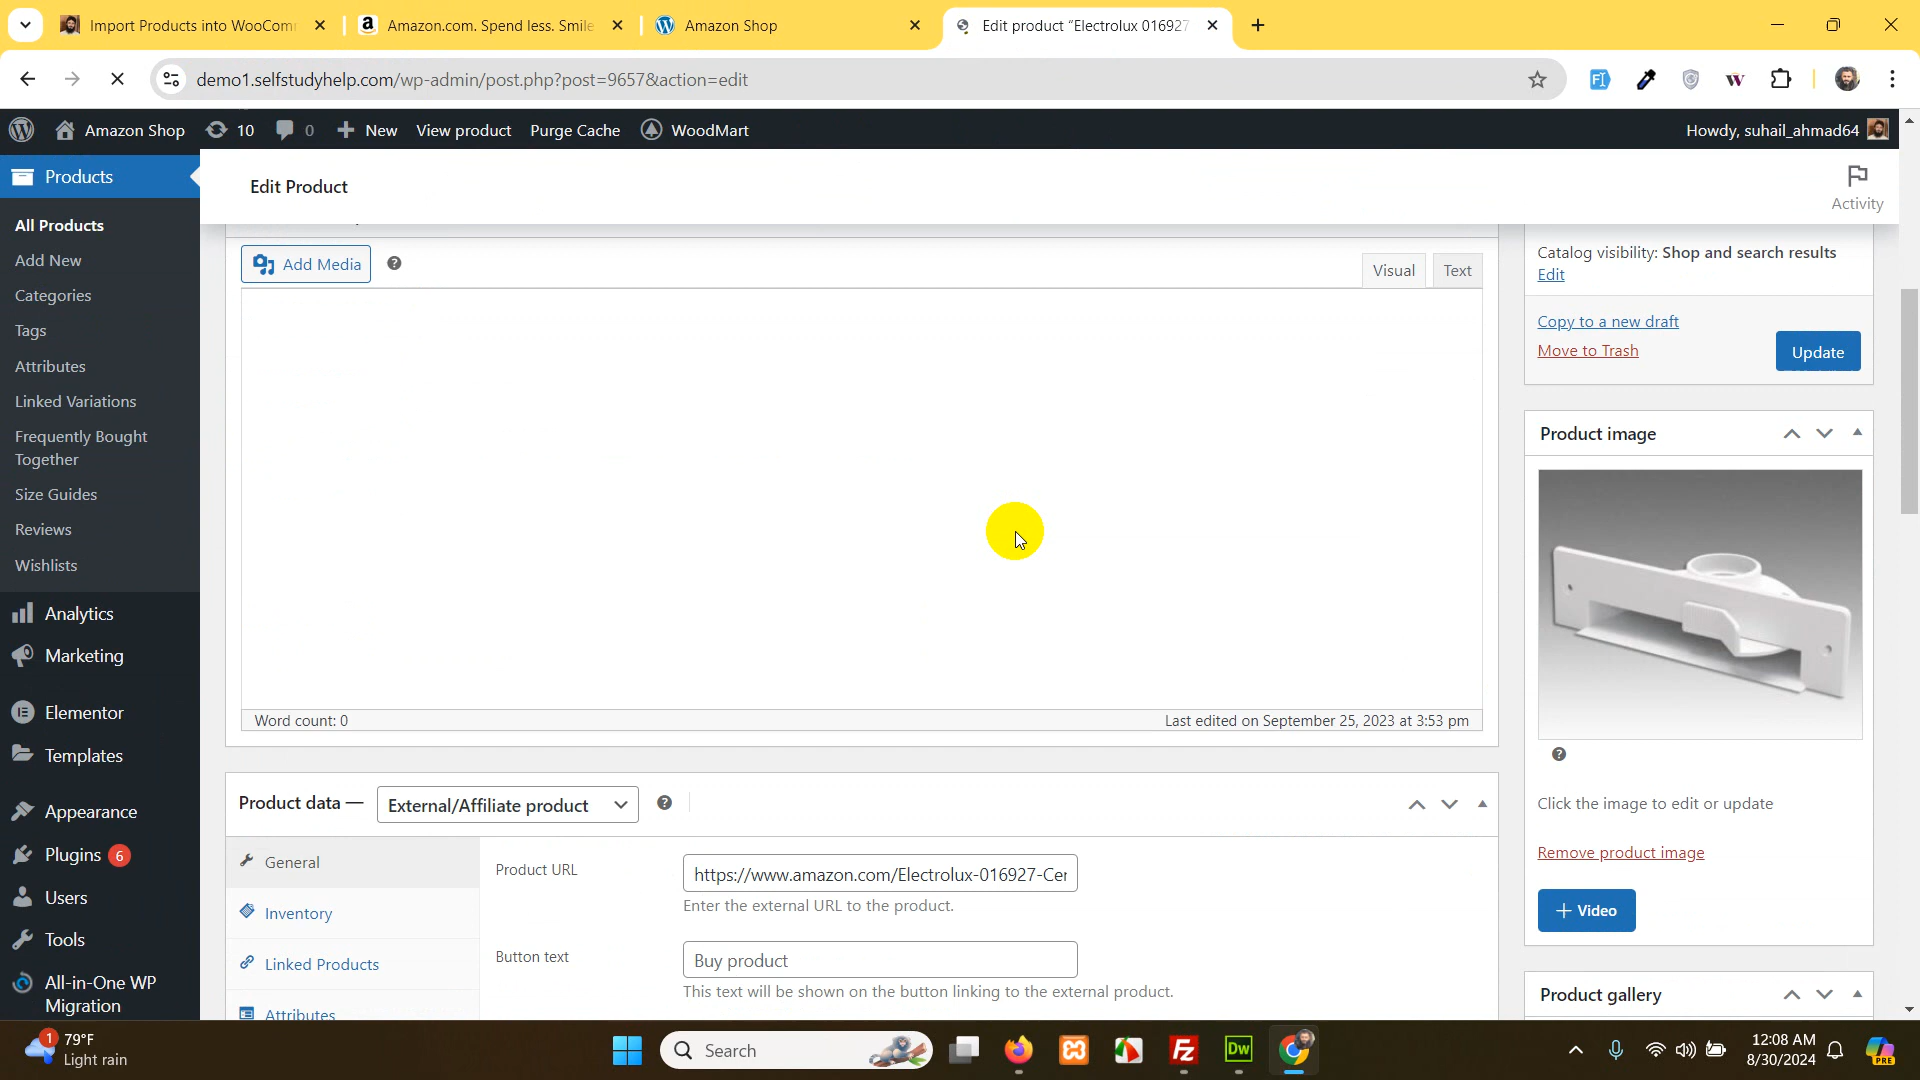 Import Products into WooComm
Amazon.com. Spend less. Smile
Amazon Shop
Edit product “Electrolux 016927
demo1.selfstudyhelp.com/wp-admin/post.php?post=9657&action=edit
Amazon Shop
10
0
New
View product
Purge Cache
WoodMart
Howdy, suhail_ahmad64
Products
Edit Product
Activity
All Products
Add New
Categories
Tags
Attributes
Linked Variations
Frequently Bought
Together
Size Guides
Reviews
Wishlists
Analytics
Marketing
Elementor
Templates
Appearance
Plugins 6
Users
Tools
All-in-One WP
Migration
Add Media
Visual
Text
Word count: 0
Last edited on September 25, 2023 at 3:53 pm
Product data —
External/Affiliate product
General
Inventory
Linked Products
Attributes
Product URL
https://www.amazon.com/Electrolux-016927-Cer
Enter the external URL to the product.
Button text
Buy product
This text will be shown on the button linking to the external product.
Catalog visibility: Shop and search results
Edit
Copy to a new draft
Move to Trash
Update
Product image
Click the image to edit or update
Remove product image
Video
Product gallery
1
79°F
Light rain
Search
Fz
Dw
12:08 AM
8/30/2024
PRE